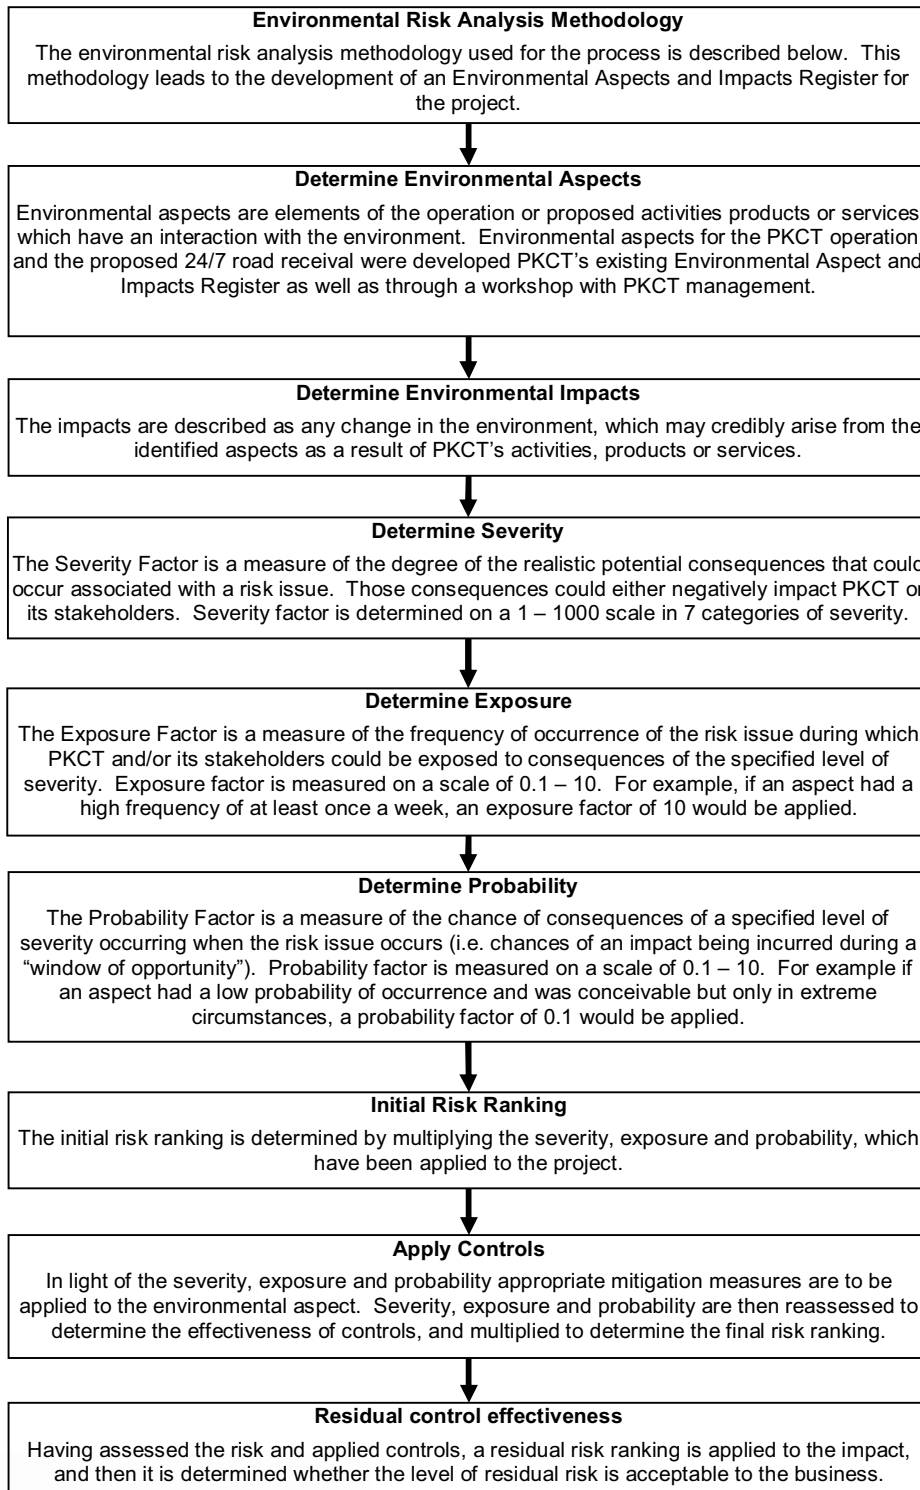 Environmental Risk Analysis Methodology
The environmental risk analysis methodology used for the process is described below. This
methodology leads to the development of an Environmental Aspects and Impacts Register for
the project.
Determine Environmental Aspects
Environmental aspects are elements of the operation or proposed activities products or services
which have an interaction with the environment. Environmental aspects for the PKCT operation
and the proposed 24/7 road receival were developed PKCT's existing Environmental Aspect and
Impacts Register as well as through a workshop with PKCT management.
Determine Environmental Impacts
The impacts are described as any change in the environment, which may credibly arise from the
identified aspects as a result of PKCT's activities, products or services.
Determine Severity
The Severity Factor is a measure of the degree of the realistic potential consequences that could
occur associated with a risk issue. Those consequences could either negatively impact PKCT or
its stakeholders. Severity factor is determined on a 1 – 1000 scale in 7 categories of severity.
Determine Exposure
The Exposure Factor is a measure of the frequency of occurrence of the risk issue during which
PKCT and/or its stakeholders could be exposed to consequences of the specified level of
severity. Exposure factor is measured on a scale of 0.1 – 10. For example, if an aspect had a
high frequency of at least once a week, an exposure factor of 10 would be applied.
Determine Probability
The Probability Factor is a measure of the chance of consequences of a specified level of
severity occurring when the risk issue occurs (i.e. chances of an impact being incurred during a
“window of opportunity”). Probability factor is measured on a scale of 0.1 – 10. For example if
an aspect had a low probability of occurrence and was conceivable but only in extreme
circumstances, a probability factor of 0.1 would be applied.
Initial Risk Ranking
The initial risk ranking is determined by multiplying the severity, exposure and probability, which
have been applied to the project.
Apply Controls
In light of the severity, exposure and probability appropriate mitigation measures are to be
applied to the environmental aspect. Severity, exposure and probability are then reassessed to
determine the effectiveness of controls, and multiplied to determine the final risk ranking.
Residual control effectiveness
Having assessed the risk and applied controls, a residual risk ranking is applied to the impact,
and then it is determined whether the level of residual risk is acceptable to the business.